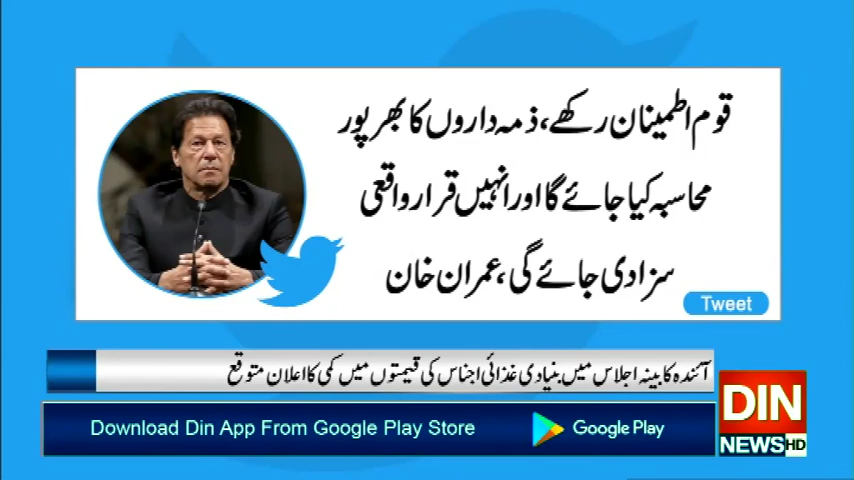 قوم اطمینان رکھے، ذمہ داروں کا بھرپور
محاسبہ کیا جائے گا اور انہیں قرار واقعی
سزا دی جائے گی، عمران خان
Tweet
آئندہ کابینہ اجلاس میں بنیادی غذائی اجناس کی قیمتوں میں کمی کا اعلان متوقع
Download Din App From Google Play Store
Google Play
DIN
NEWS HD